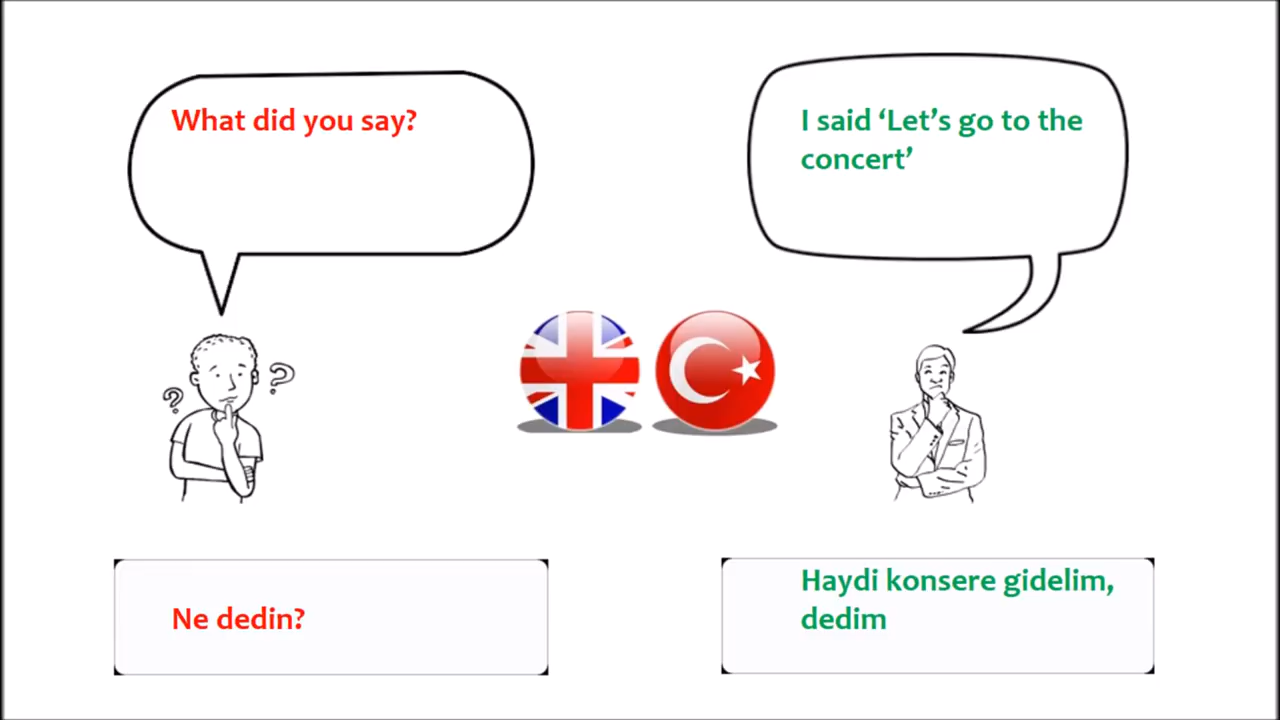 What did you say?
I said ‘Let’s go to the
concert’
? ?
Ne dedin?
Haydi konsere gidelim,
dedim